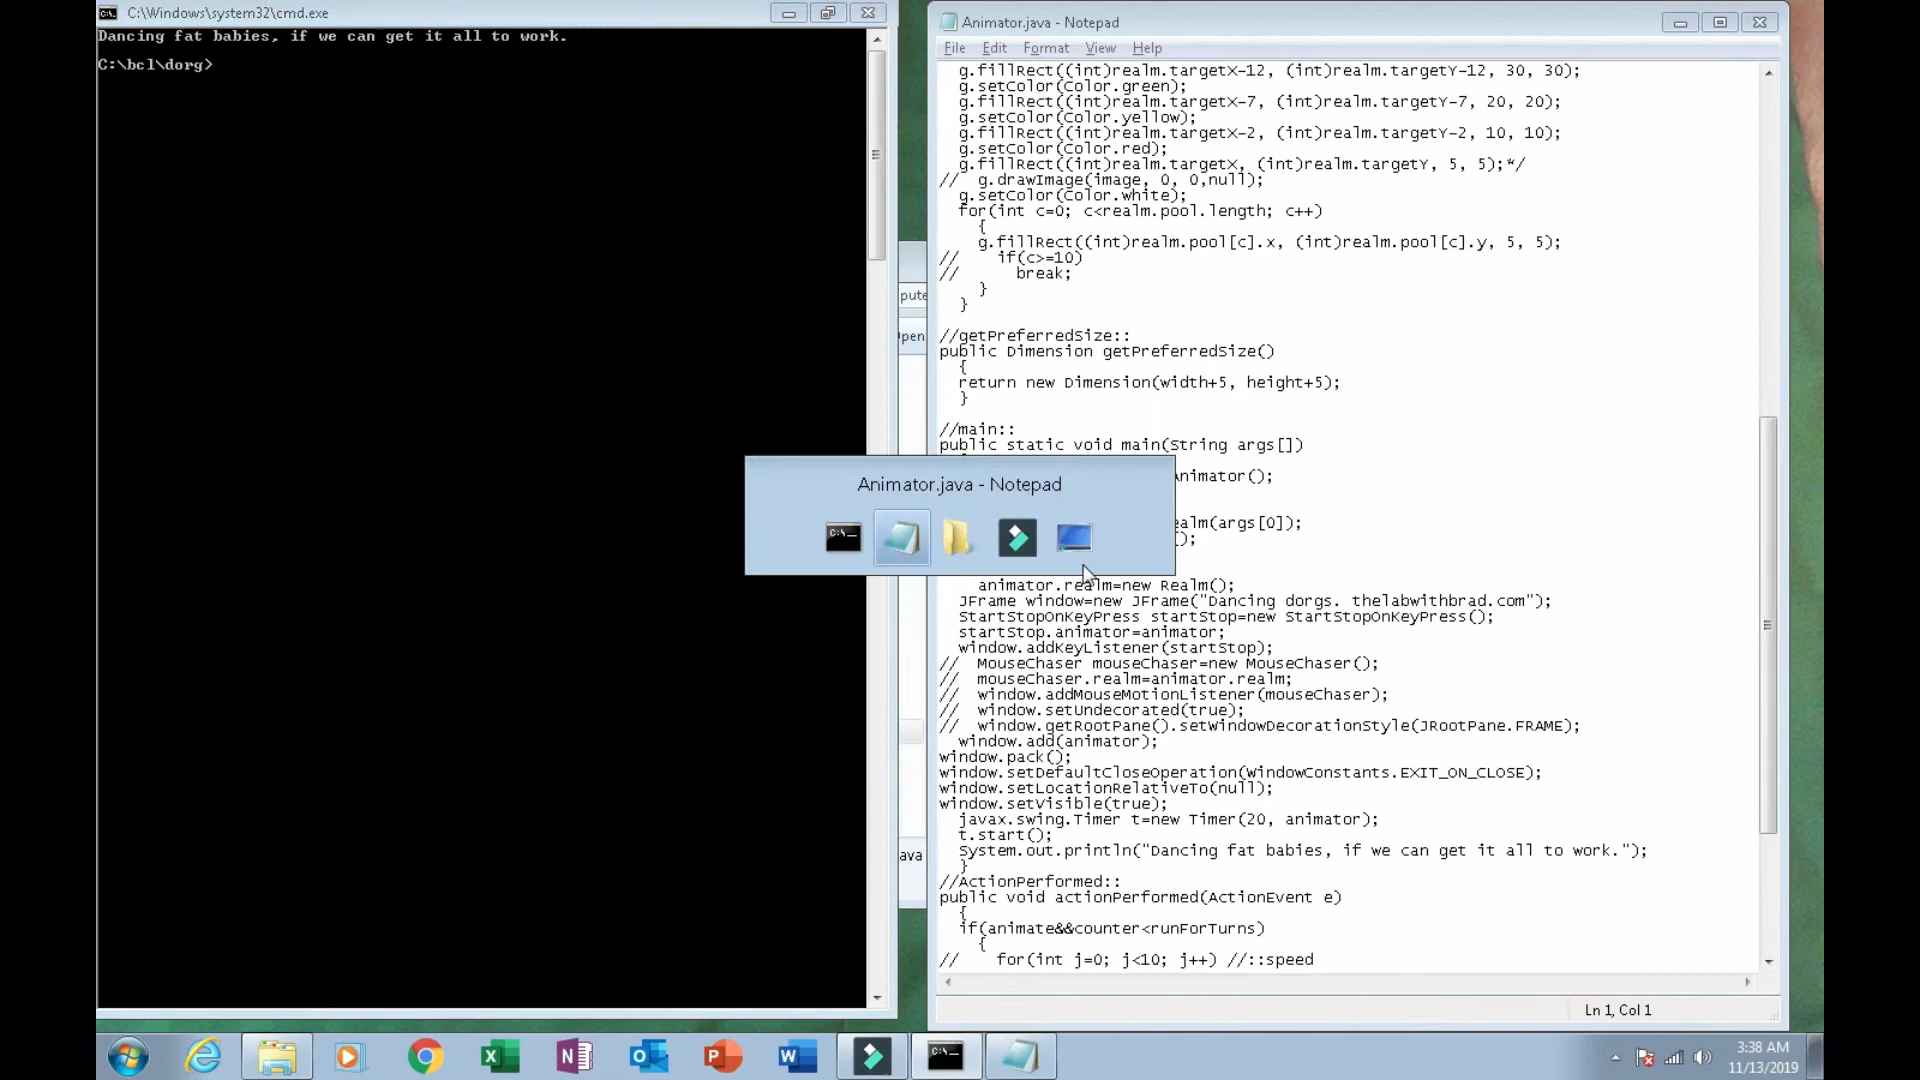 C:\Windows\system32\cmd.exe
Dancing fat babies, if we can get it all to work.
C:\bcl\dorg>
Animator.java - Notepad
File Edit Format View Help
g.fillRect((int)realm.targetX-12, (int)realm.targetY-12, 30, 30);
g.setColor(Color.green);
g.fillRect((int)realm.targetX-7, (int)realm.targetY-7, 20, 20);
g.setColor(Color.yellow);
g.fillRect((int)realm.targetX-2, (int)realm.targetY-2, 10, 10);
g.setColor(Color.red);
g.fillRect((int)realm.targetX, (int)realm.targetY, 5, 5);*/
// g.drawImage(image, 0, 0,null);
g.setColor(Color.white);
for(int c=0; c<realm.pool.length; c++)
{
g.fillRect((int)realm.pool[c].x, (int)realm.pool[c].y, 5, 5);
// if(c>=10)
// break;
}
}
//getPreferredSize::
public Dimension getPreferredSize()
{
return new Dimension(width+5, height+5);
}
//main::
public static void main(String args[])
Animator.java - Notepad
nimator();
alm(args[0]);
();
animator.realm=new Realm();
JFrame window=new JFrame("Dancing dorgs. thelabwithbrad.com");
StartStopOnKeyPress startStop=new StartStopOnKeyPress();
startStop.animator=animator;
window.addKeyListener(startStop);
// MouseChaser mouseChaser=new MouseChaser();
// mouseChaser.realm=animator.realm;
// window.addMouseMotionListener(mouseChaser);
// window.setUndecorated(true);
// window.getRootPane().setWindowDecorationStyle(JRootPane.FRAME);
window.add(animator);
window.pack();
window.setDefaultCloseOperation(WindowConstants.EXIT_ON_CLOSE);
window.setLocationRelativeTo(null);
window.setVisible(true);
javax.swing.Timer t=new Timer(20, animator);
t.start();
System.out.println("Dancing fat babies, if we can get it all to work.");
}
//ActionPerformed::
public void actionPerformed(ActionEvent e)
{
if(animate&&counter<runForTurns)
{
// for(int j=0; j<10; j++) //::speed
Ln 1, Col 1
pute
Open
ava
3:38 AM
11/13/2019